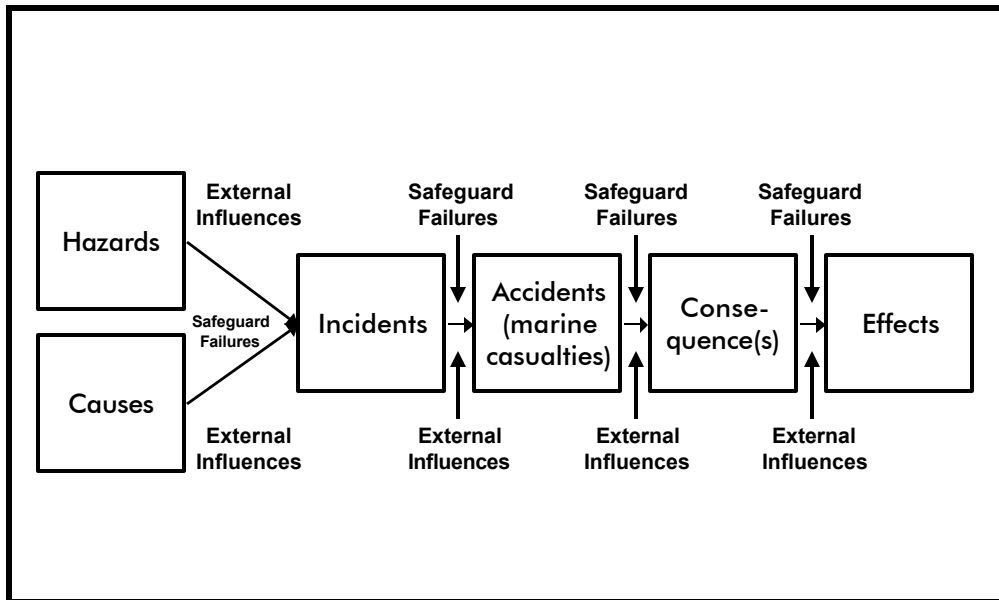 External
Influences
Safeguard
Failures
Safeguard
Failures
Safeguard
Failures
Hazards
Safeguard
Failures
Incidents
Accidents
(marine
casualties)
Conse-
quence(s)
Effects
Causes
External
Influences
External
Influences
External
Influences
External
Influences